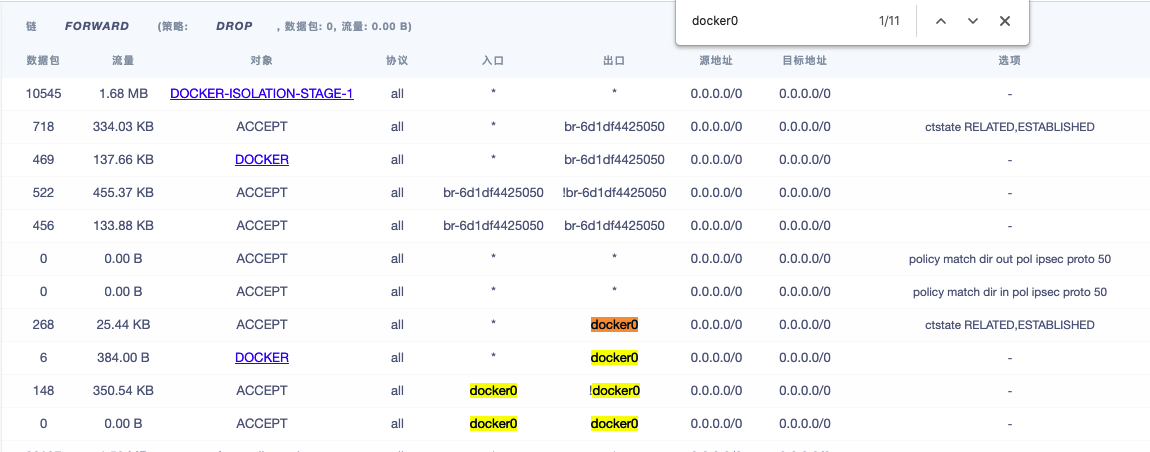 docker0 1/11
链 FORWARD (策略: DROP , 数据包: 0, 流量: 0.00 B)
数据包 流量 对象 协议 入口 出口 源地址 目标地址 选项
10545 1.68 MB DOCKER-ISOLATION-STAGE-1 all * * 0.0.0.0/0 0.0.0.0/0 -
718 334.03 KB ACCEPT all * br-6d1df4425050 0.0.0.0/0 0.0.0.0/0 ctstate RELATED,ESTABLISHED
469 137.66 KB DOCKER all * br-6d1df4425050 0.0.0.0/0 0.0.0.0/0 -
522 455.37 KB ACCEPT all br-6d1df4425050 !br-6d1df4425050 0.0.0.0/0 0.0.0.0/0 -
456 133.88 KB ACCEPT all br-6d1df4425050 br-6d1df4425050 0.0.0.0/0 0.0.0.0/0 -
0 0.00 B ACCEPT all * * 0.0.0.0/0 0.0.0.0/0 policy match dir out pol ipsec proto 50
0 0.00 B ACCEPT all * * 0.0.0.0/0 0.0.0.0/0 policy match dir in pol ipsec proto 50
268 25.44 KB ACCEPT all * docker0 0.0.0.0/0 0.0.0.0/0 ctstate RELATED,ESTABLISHED
6 384.00 B DOCKER all * docker0 0.0.0.0/0 0.0.0.0/0 -
148 350.54 KB ACCEPT all docker0 !docker0 0.0.0.0/0 0.0.0.0/0 -
0 0.00 B ACCEPT all docker0 docker0 0.0.0.0/0 0.0.0.0/0 -